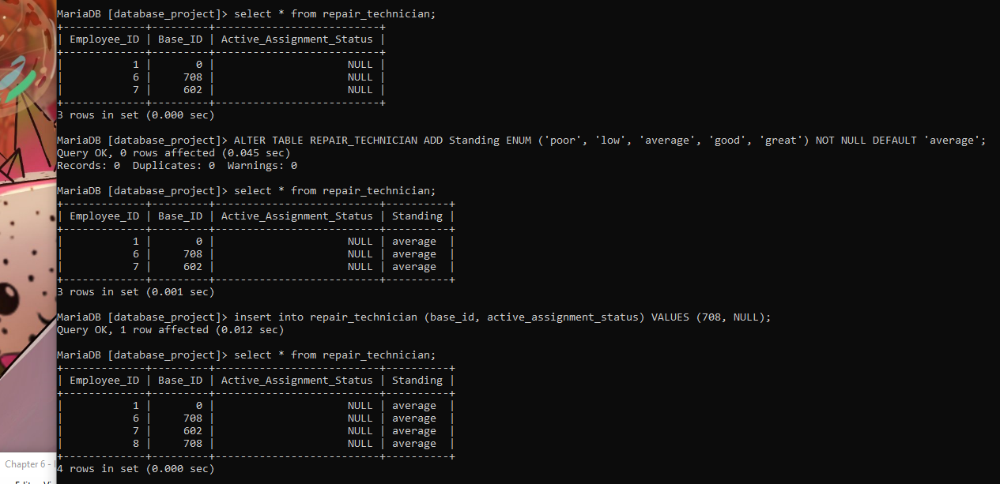 MariaDB [database_project]> select * from repair_technician;
+-------------+---------+--------------------------+
| Employee_ID | Base_ID | Active_Assignment_Status |
+-------------+---------+--------------------------+
|           1 |       0 |                     NULL |
|           6 |     708 |                     NULL |
|           7 |     602 |                     NULL |
+-------------+---------+--------------------------+
3 rows in set (0.000 sec)
MariaDB [database_project]> ALTER TABLE REPAIR_TECHNICIAN ADD Standing ENUM ('poor', 'low', 'average', 'good', 'great') NOT NULL DEFAULT 'average';
Query OK, 0 rows affected (0.045 sec)
Records: 0  Duplicates: 0  Warnings: 0
MariaDB [database_project]> select * from repair_technician;
+-------------+---------+--------------------------+----------+
| Employee_ID | Base_ID | Active_Assignment_Status | Standing |
+-------------+---------+--------------------------+----------+
|           1 |       0 |                     NULL | average  |
|           6 |     708 |                     NULL | average  |
|           7 |     602 |                     NULL | average  |
+-------------+---------+--------------------------+----------+
3 rows in set (0.001 sec)
MariaDB [database_project]> insert into repair_technician (base_id, active_assignment_status) VALUES (708, NULL);
Query OK, 1 row affected (0.012 sec)
MariaDB [database_project]> select * from repair_technician;
+-------------+---------+--------------------------+----------+
| Employee_ID | Base_ID | Active_Assignment_Status | Standing |
+-------------+---------+--------------------------+----------+
|           1 |       0 |                     NULL | average  |
|           6 |     708 |                     NULL | average  |
|           7 |     602 |                     NULL | average  |
|           8 |     708 |                     NULL | average  |
+-------------+---------+--------------------------+----------+
4 rows in set (0.000 sec)
Chapter 6 -